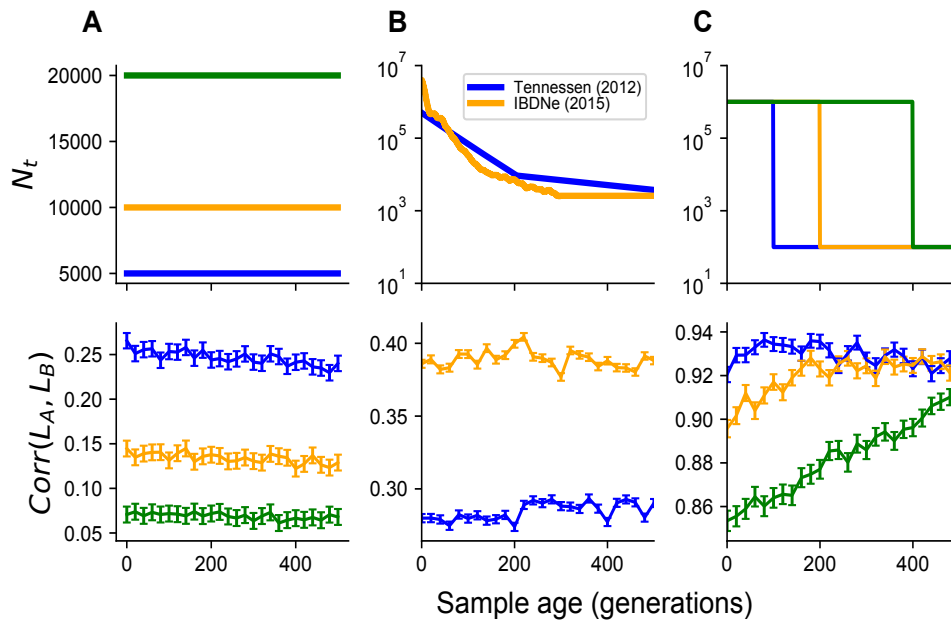 A B C
20000
15000
10000
5000
N_t
10^7
10^5
10^3
10^1
Tennessen (2012)
IBDNe (2015)
10^7
10^5
10^3
10^1
0.25
0.20
0.15
0.10
0.05
Corr(L_A, L_B)
0 200 400
0.40
0.35
0.30
0 200 400
0.94
0.92
0.90
0.88
0.86
0 200 400
Sample age (generations)